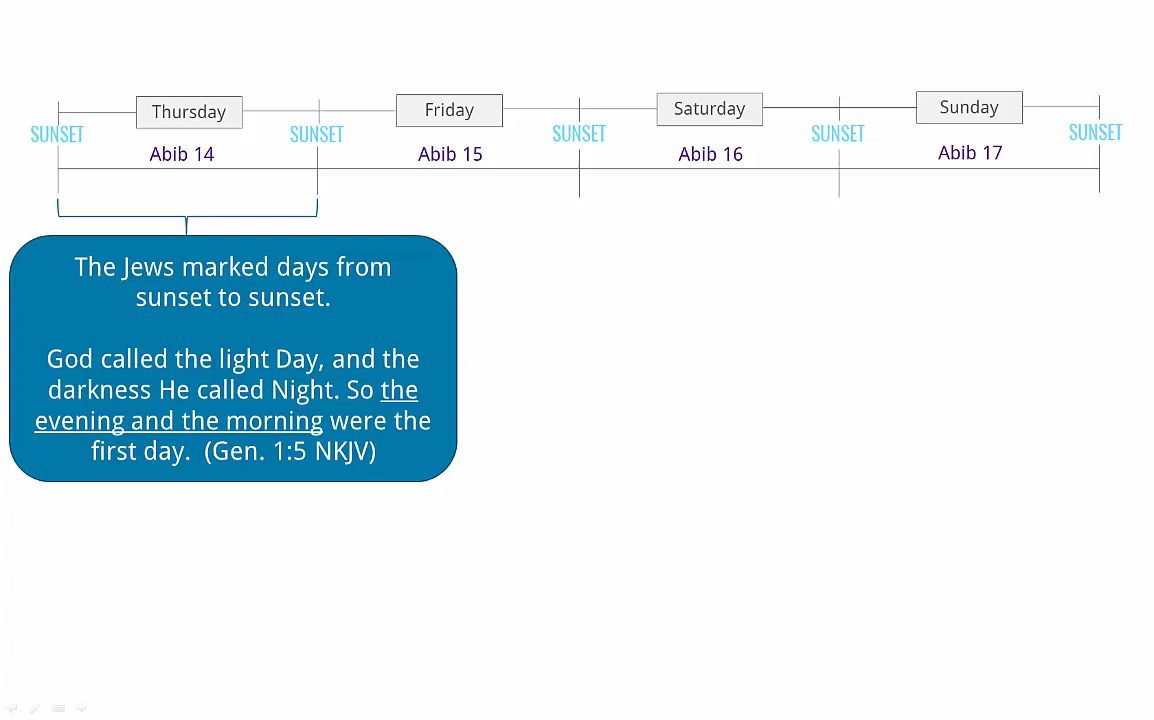 Thursday Friday Saturday Sunday
SUNSET SUNSET SUNSET SUNSET SUNSET
Abib 14 Abib 15 Abib 16 Abib 17
The Jews marked days from
sunset to sunset.
God called the light Day, and the
darkness He called Night. So the
evening and the morning were the
first day. (Gen. 1:5 NKJV)